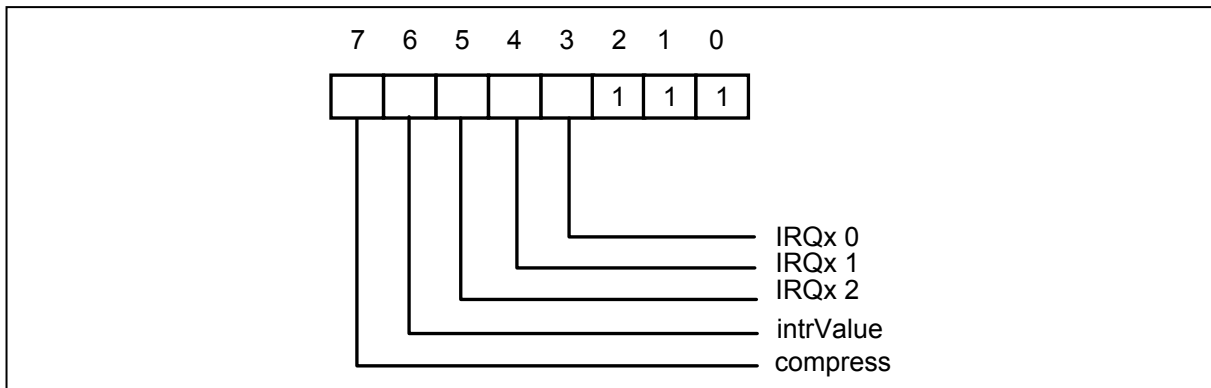 7 6 5 4 3 2 1 0
1 1 1
IRQx 0
IRQx 1
IRQx 2
intrValue
compress